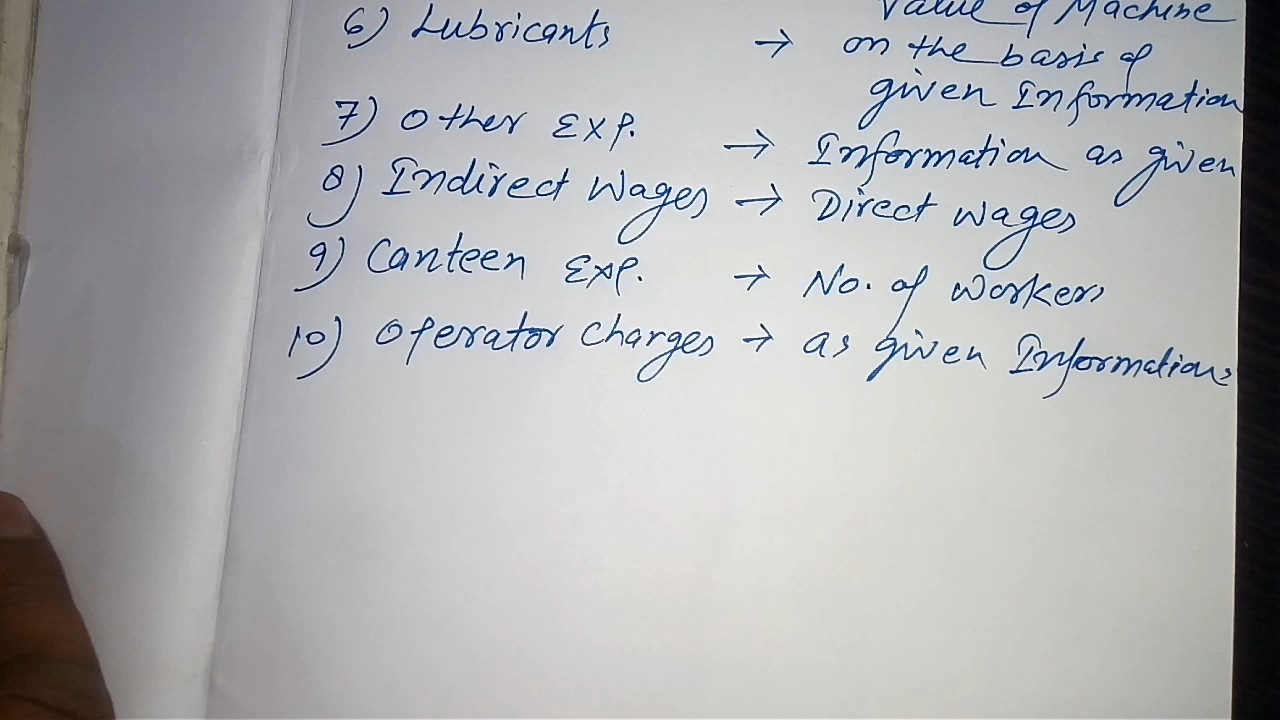 Value of Machine
6) Lubricants → on the basis of
given Information
7) Other Exp. → Information as given
8) Indirect Wages → Direct wages
9) Canteen Exp. → No. of workers
10) Operator Charges → as given Informations